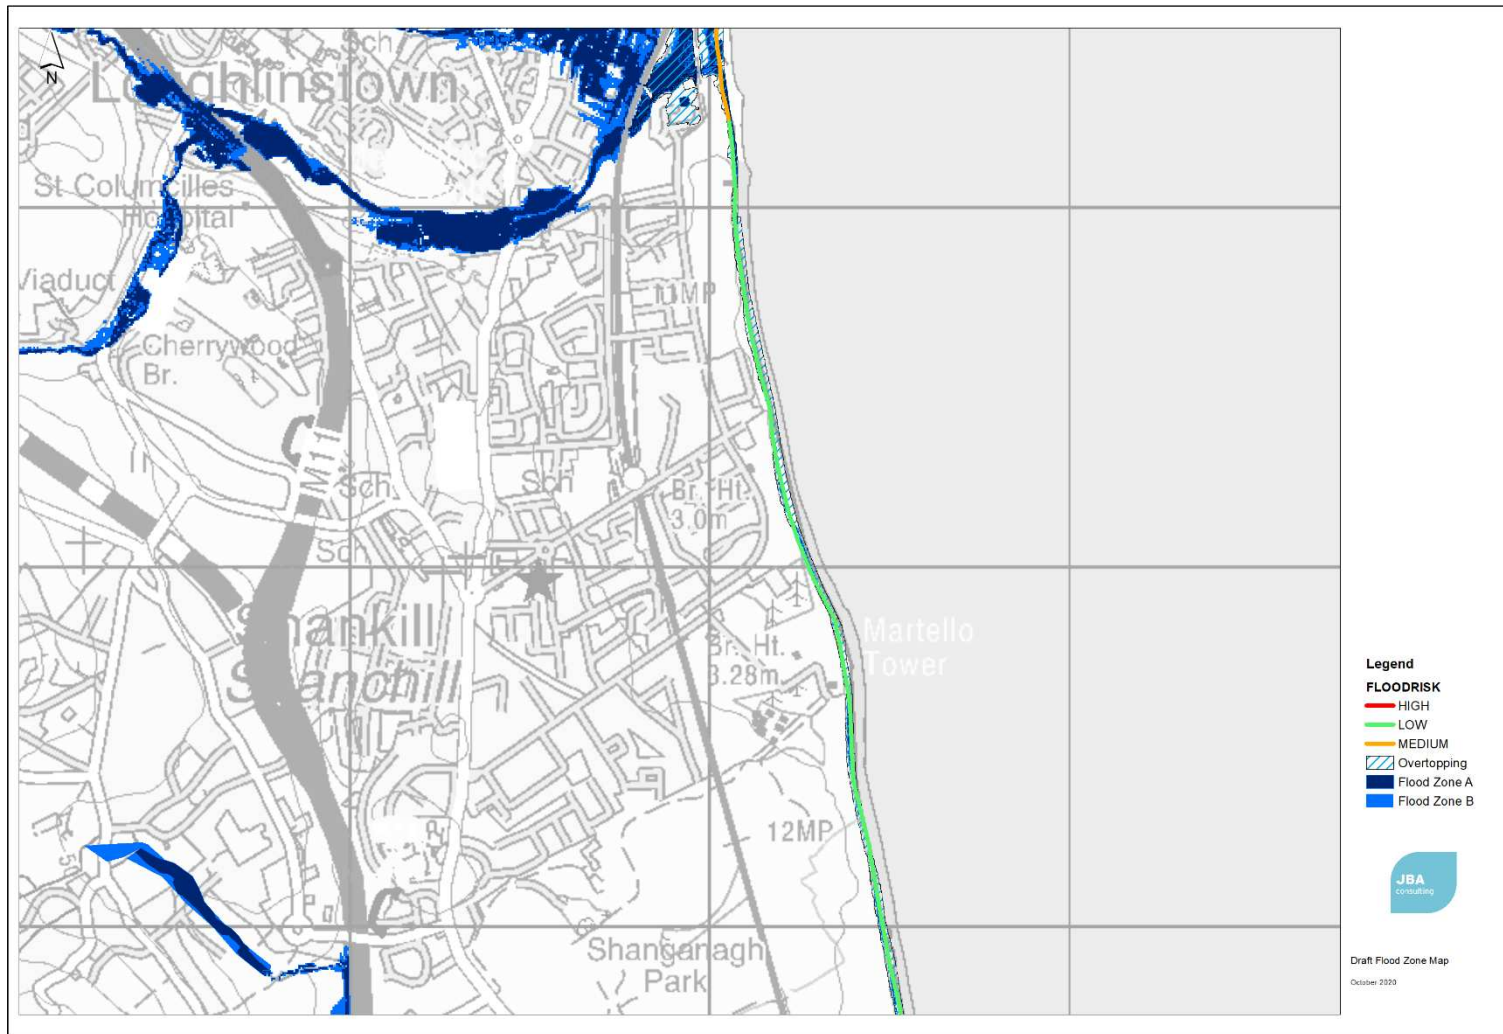 N
Sch
Loughlinstown
St Columcilles
Hospital
Viaduct
11MP
Cherrywood
Br.
M11
Sch
Sch
Br. Ht.
3.0m
Sch
Shankill
Seanchill
Br. Ht.
3.28m
Martello
Tower
12MP
Shanganagh
Park
Legend
FLOODRISK
HIGH
LOW
MEDIUM
Overtopping
Flood Zone A
Flood Zone B
JBA
consulting
Draft Flood Zone Map
October 2020